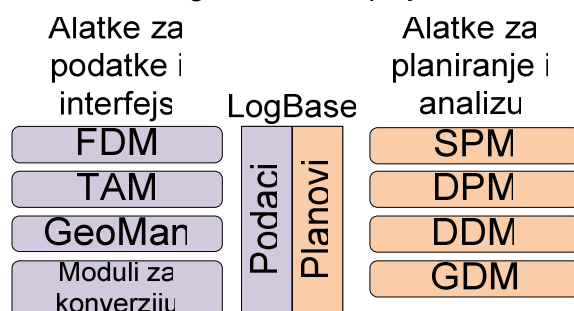 Alatke za
podatke i
interfejs
FDM
TAM
GeoMan
Moduli za
konverziju
LogBase
Podaci
Planovi
Alatke za
planiranje i
analizu
SPM
DPM
DDM
GDM